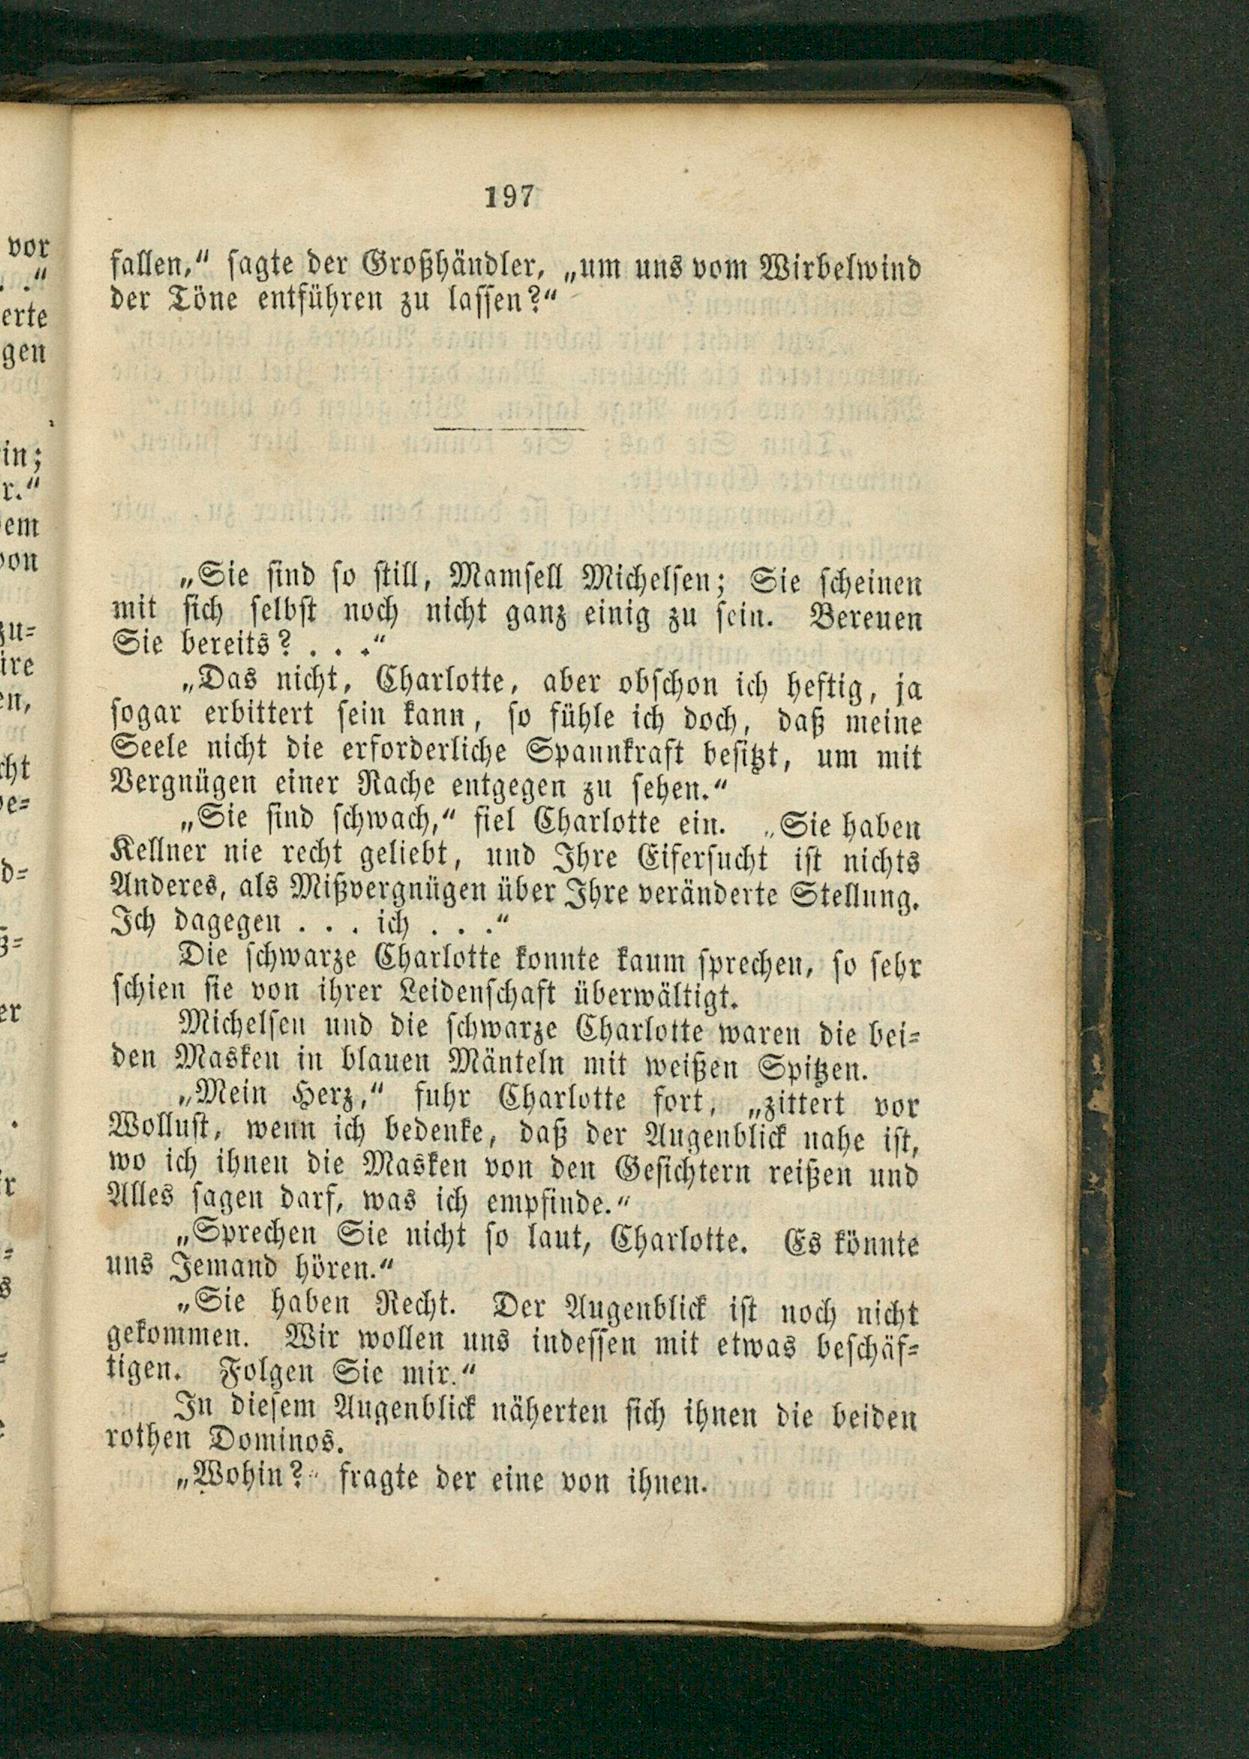 197
fallen,“ sagte der Großhändler, „um uns vom Wirbelwind
der Töne entführen zu lassen?“
„Sie sind so still, Mamsell Michelsen; Sie scheinen
mit sich selbst noch nicht ganz einig zu sein. Bereuen
Sie bereits? . . .“
„Das nicht, Charlotte, aber obschon ich heftig, ja
sogar erbittert sein kann, so fühle ich doch, daß meine
Seele nicht die erforderliche Spannkraft besitzt, um mit
Vergnügen einer Rache entgegen zu sehen.“
„Sie sind schwach,“ fiel Charlotte ein. „Sie haben
Kellner nie recht geliebt, und Ihre Eifersucht ist nichts
Anderes, als Mißvergnügen über Ihre veränderte Stellung.
Ich dagegen . . . ich . . .“
Die schwarze Charlotte konnte kaum sprechen, so sehr
schien sie von ihrer Leidenschaft überwältigt.
Michelsen und die schwarze Charlotte waren die bei-
den Masken in blauen Mänteln mit weißen Spitzen.
„Mein Herz,“ fuhr Charlotte fort, „zittert vor
Wollust, wenn ich bedenke, daß der Augenblick nahe ist,
wo ich ihnen die Masken von den Gesichtern reißen und
Alles sagen darf, was ich empfinde.“
„Sprechen Sie nicht so laut, Charlotte. Es könnte
uns Jemand hören.“
„Sie haben Recht. Der Augenblick ist noch nicht
gekommen. Wir wollen uns indessen mit etwas beschäf-
tigen. Folgen Sie mir.“
In diesem Augenblick näherten sich ihnen die beiden
rothen Dominos.
„Wohin?“ fragte der eine von ihnen.